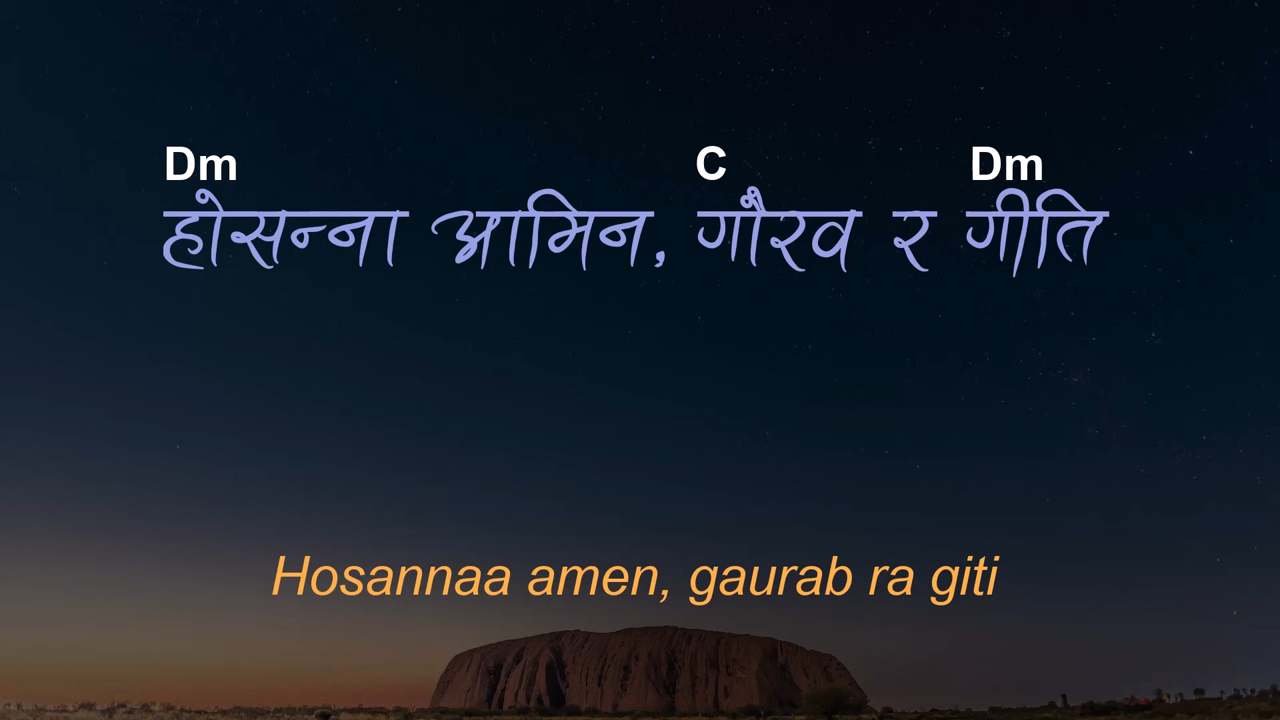 Dm C Dm
होसन्ना आमिन, गौरव र गीति
Hosannaa amen, gaurab ra giti